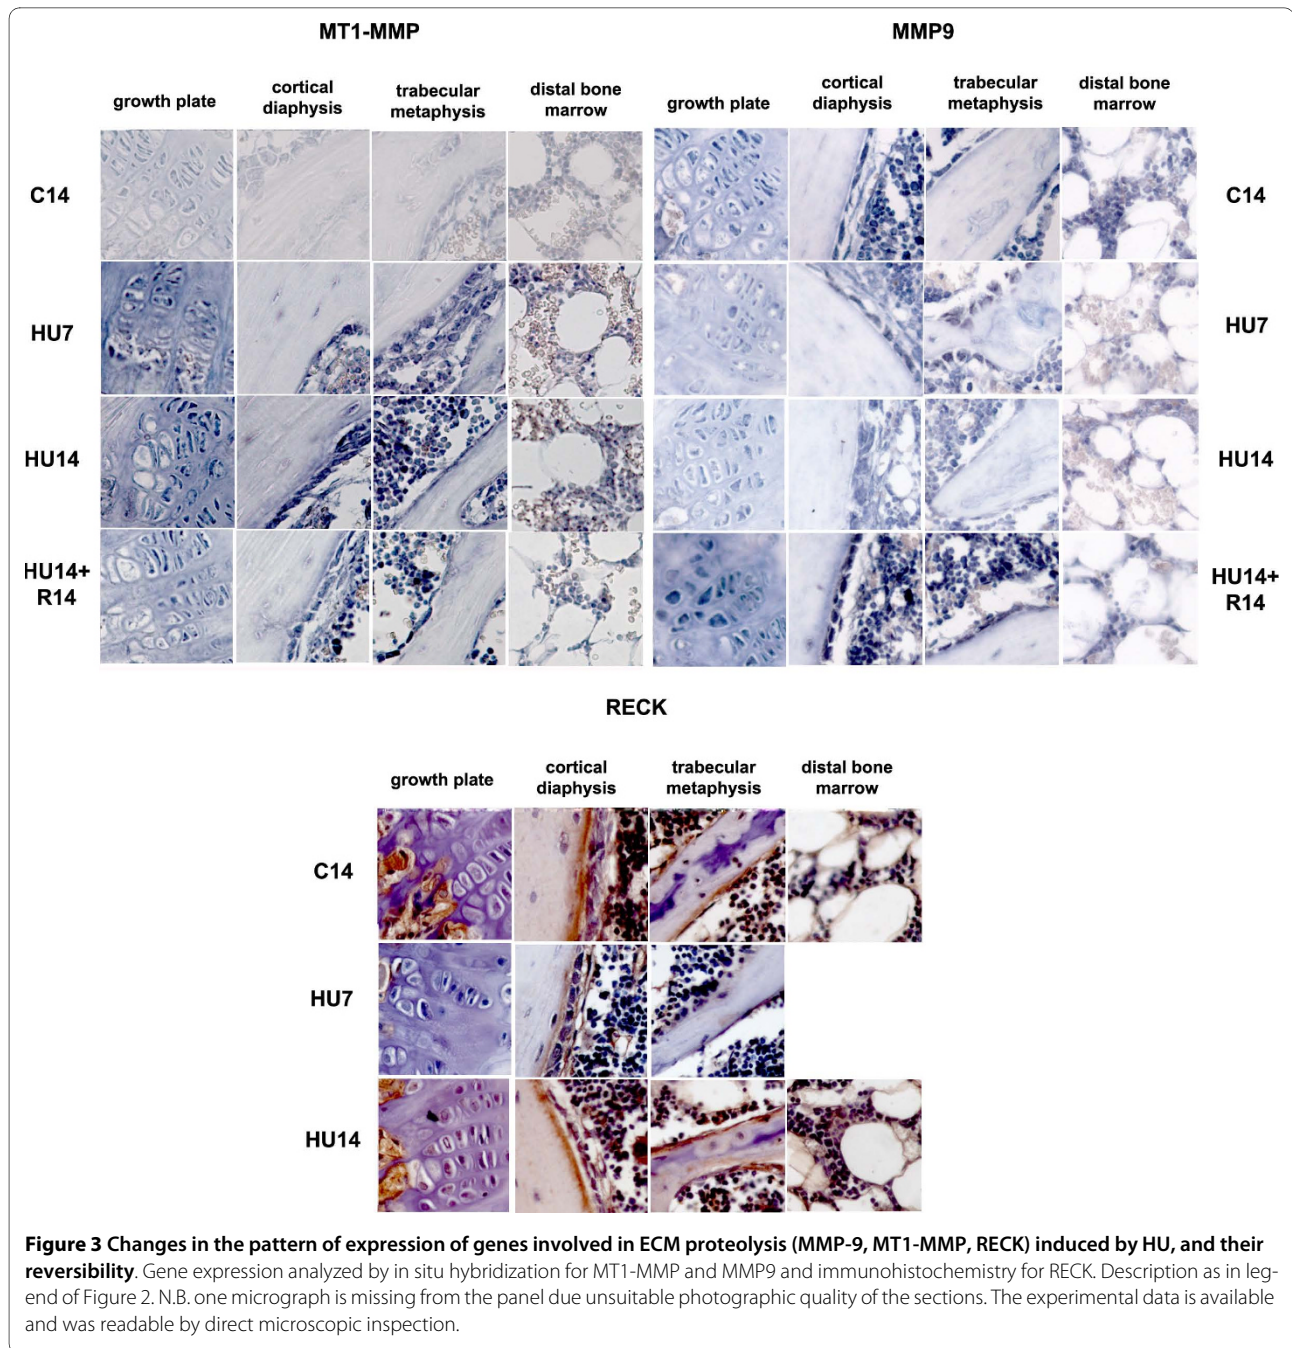 MT1-MMP
MMP9
growth plate
cortical
diaphysis
trabecular
metaphysis
distal bone
marrow
growth plate
cortical
diaphysis
trabecular
metaphysis
distal bone
marrow
C14
C14
HU7
HU7
HU14
HU14
HU14+
R14
HU14+
R14
RECK
growth plate
cortical
diaphysis
trabecular
metaphysis
distal bone
marrow
C14
HU7
HU14
Figure 3 Changes in the pattern of expression of genes involved in ECM proteolysis (MMP-9, MT1-MMP, RECK) induced by HU, and their
reversibility. Gene expression analyzed by in situ hybridization for MT1-MMP and MMP9 and immunohistochemistry for RECK. Description as in leg-
end of Figure 2. N.B. one micrograph is missing from the panel due unsuitable photographic quality of the sections. The experimental data is available
and was readable by direct microscopic inspection.